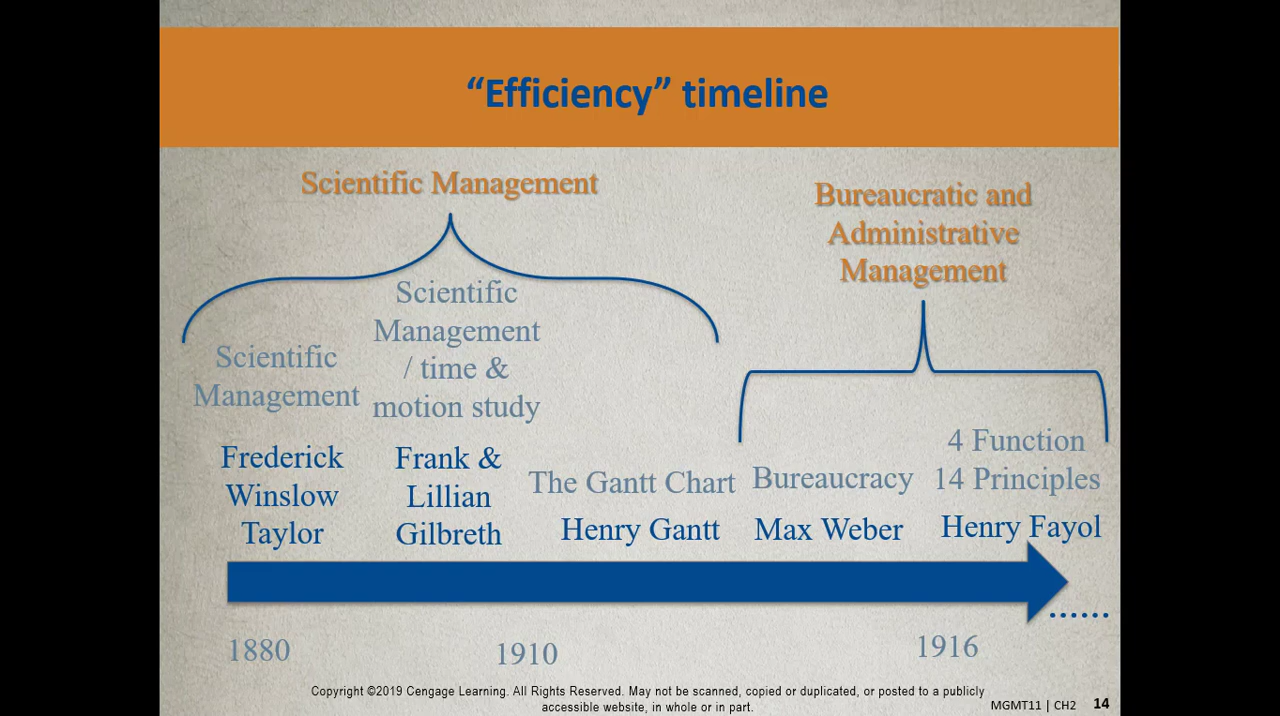 “Efficiency” timeline
Scientific Management
Bureaucratic and
Administrative
Management
Scientific
Management
Frederick
Winslow
Taylor
Scientific
Management
/ time &
motion study
Frank &
Lillian
Gilbreth
The Gantt Chart
Henry Gantt
Bureaucracy
Max Weber
4 Function
14 Principles
Henry Fayol
......
1880
1910
1916
Copyright ©2019 Cengage Learning. All Rights Reserved. May not be scanned, copied or duplicated, or posted to a publicly
accessible website, in whole or in part.
MGMT11 | CH2 14